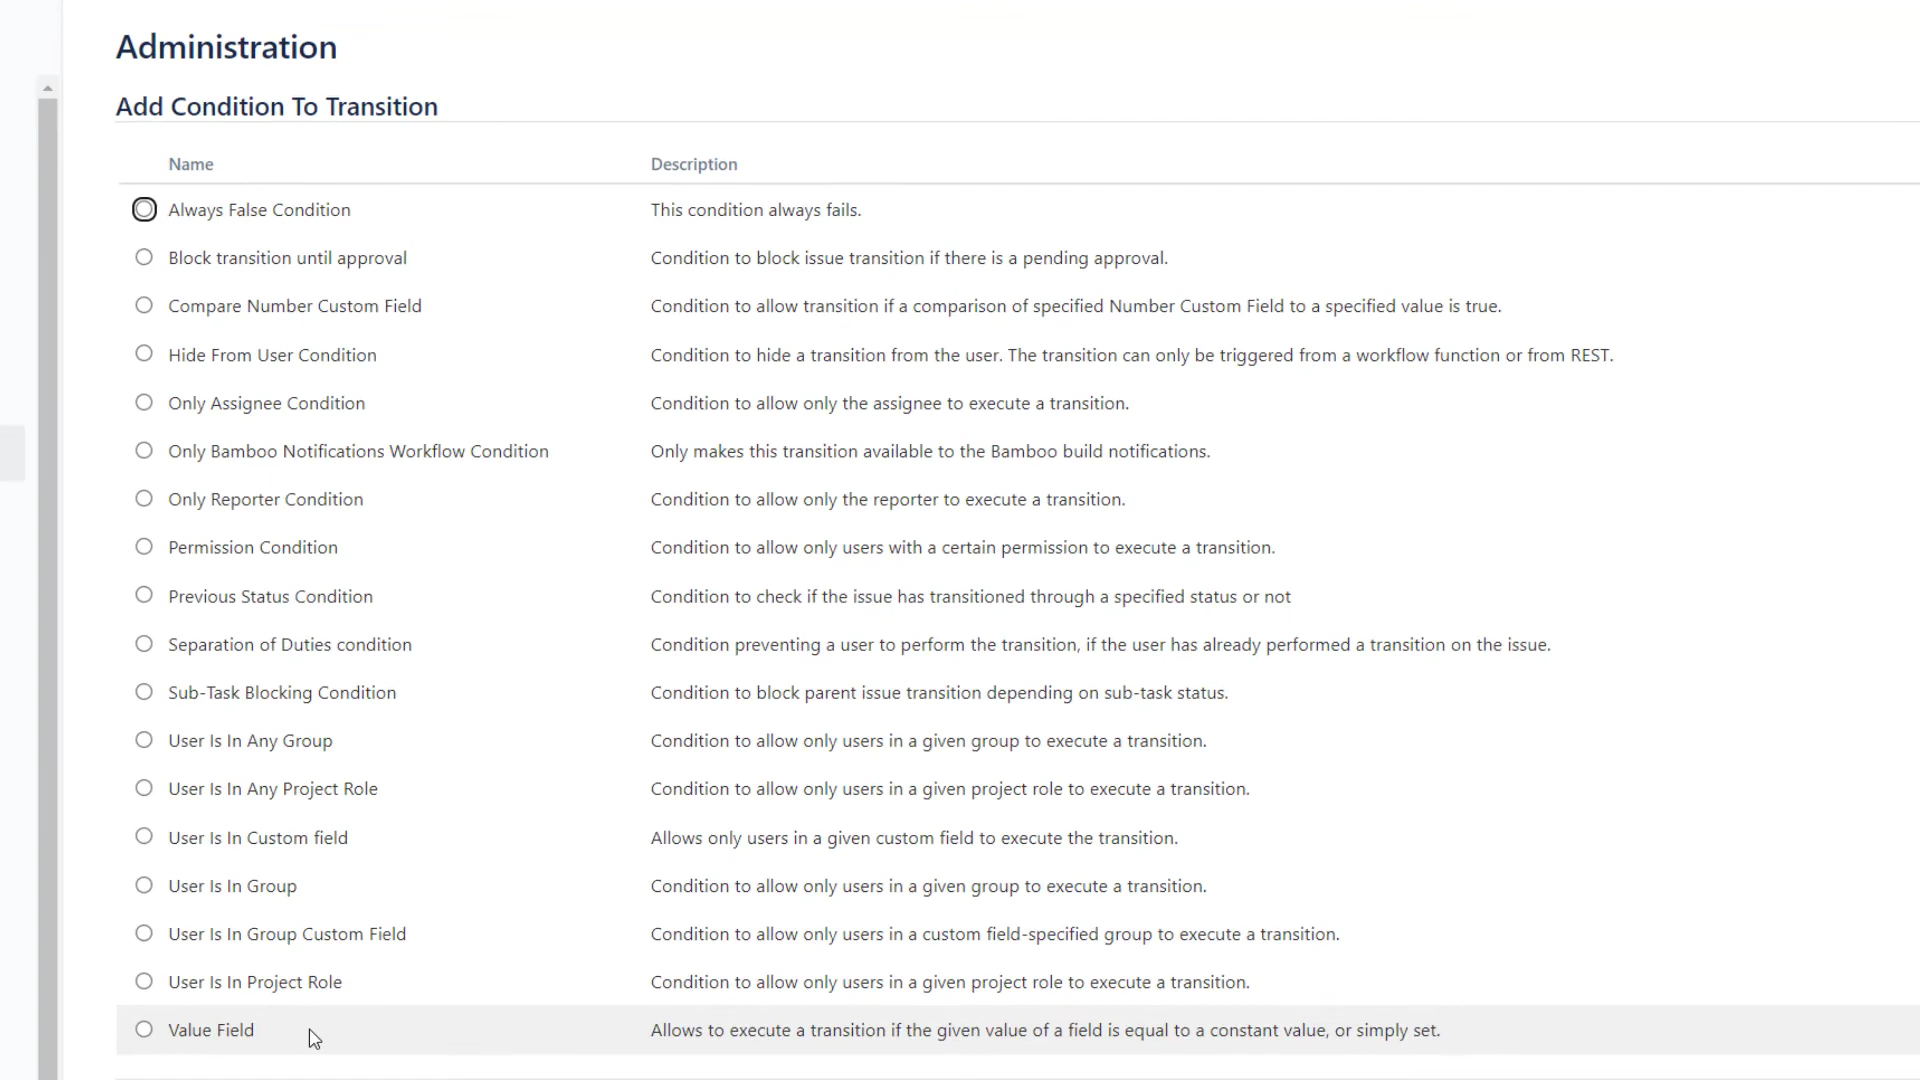 Administration
Add Condition To Transition
Name Description
Always False Condition This condition always fails.
Block transition until approval Condition to block issue transition if there is a pending approval.
Compare Number Custom Field Condition to allow transition if a comparison of specified Number Custom Field to a specified value is true.
Hide From User Condition Condition to hide a transition from the user. The transition can only be triggered from a workflow function or from REST.
Only Assignee Condition Condition to allow only the assignee to execute a transition.
Only Bamboo Notifications Workflow Condition Only makes this transition available to the Bamboo build notifications.
Only Reporter Condition Condition to allow only the reporter to execute a transition.
Permission Condition Condition to allow only users with a certain permission to execute a transition.
Previous Status Condition Condition to check if the issue has transitioned through a specified status or not
Separation of Duties condition Condition preventing a user to perform the transition, if the user has already performed a transition on the issue.
Sub-Task Blocking Condition Condition to block parent issue transition depending on sub-task status.
User Is In Any Group Condition to allow only users in a given group to execute a transition.
User Is In Any Project Role Condition to allow only users in a given project role to execute a transition.
User Is In Custom field Allows only users in a given custom field to execute the transition.
User Is In Group Condition to allow only users in a given group to execute a transition.
User Is In Group Custom Field Condition to allow only users in a custom field-specified group to execute a transition.
User Is In Project Role Condition to allow only users in a given project role to execute a transition.
Value Field Allows to execute a transition if the given value of a field is equal to a constant value, or simply set.